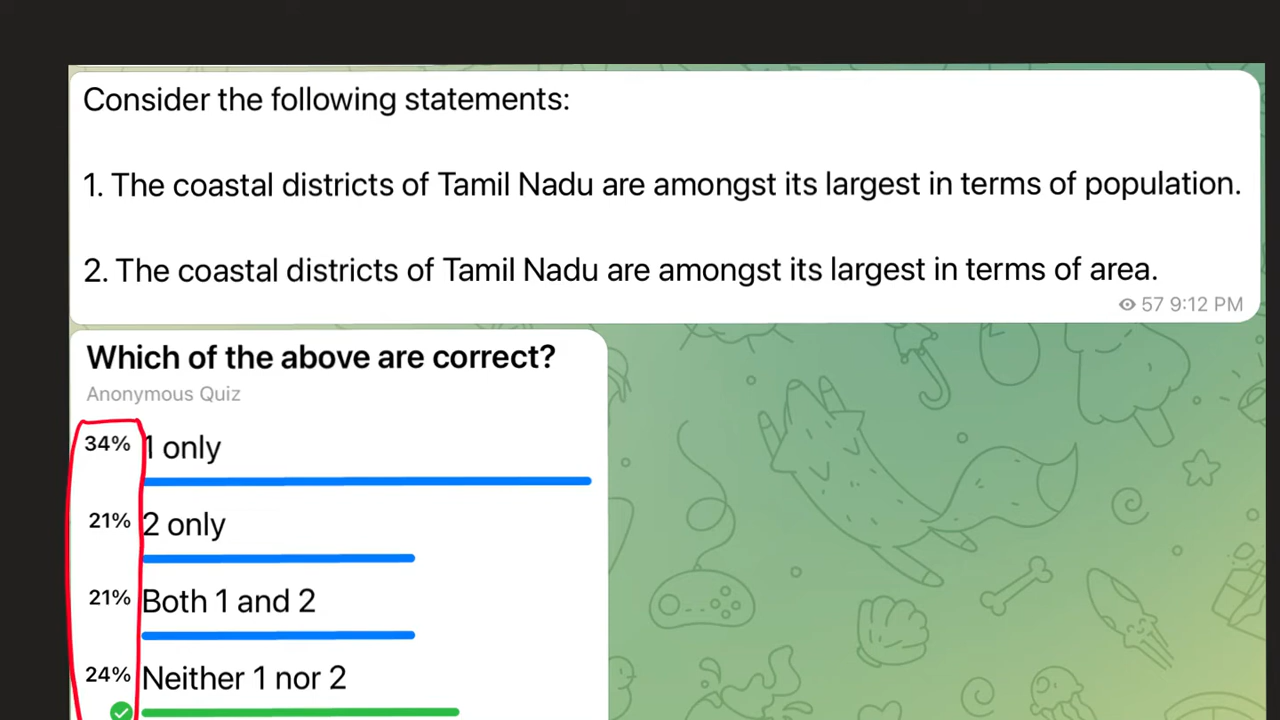 Consider the following statements:
1. The coastal districts of Tamil Nadu are amongst its largest in terms of population.
2. The coastal districts of Tamil Nadu are amongst its largest in terms of area.
57 9:12 PM
Which of the above are correct?
Anonymous Quiz
34% 1 only
21% 2 only
21% Both 1 and 2
24% Neither 1 nor 2